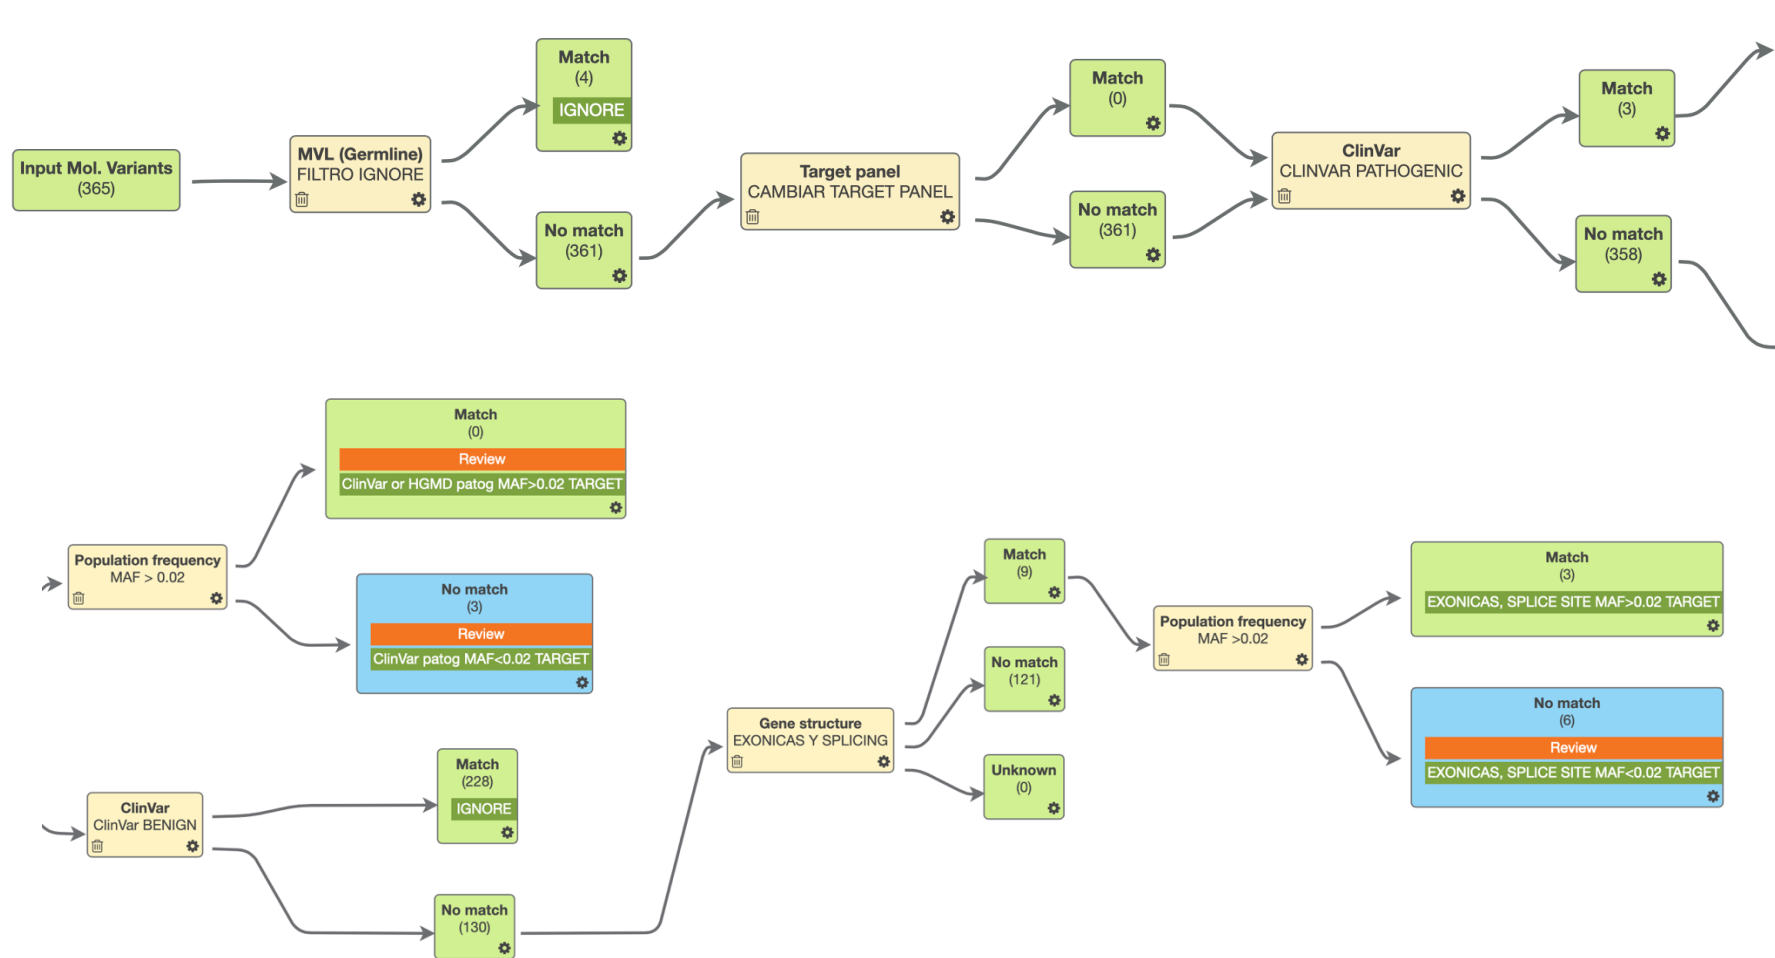 Input Mol. Variants
(365)
MVL (Germline)
FILTRO IGNORE
Match
(4)
IGNORE
No match
(361)
Target panel
CAMBIAR TARGET PANEL
Match
(0)
No match
(361)
ClinVar
CLINVAR PATHOGENIC
Match
(3)
No match
(358)
Population frequency
MAF > 0.02
Match
(0)
Review
ClinVar or HGMD patog MAF>0.02 TARGET
No match
(3)
Review
ClinVar patog MAF<0.02 TARGET
ClinVar
ClinVar BENIGN
Match
(228)
IGNORE
No match
(130)
Gene structure
EXONICAS Y SPLICING
Match
(9)
No match
(121)
Unknown
(0)
Population frequency
MAF >0.02
Match
(3)
EXONICAS, SPLICE SITE MAF>0.02 TARGET
No match
(6)
Review
EXONICAS, SPLICE SITE MAF<0.02 TARGET